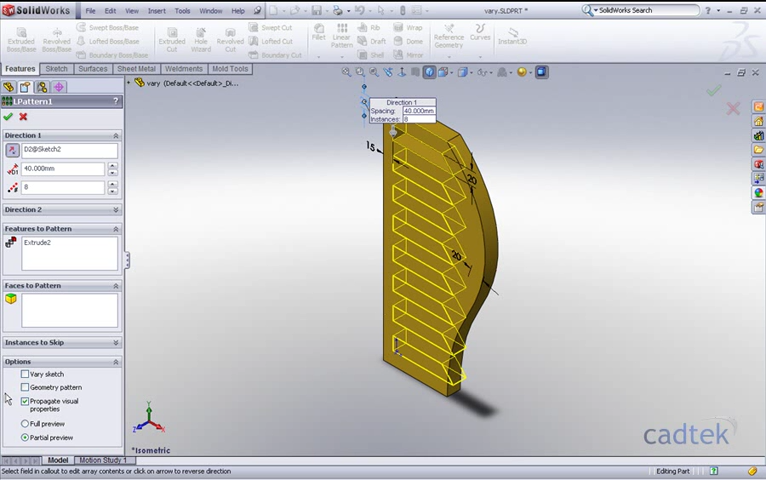 SolidWorks File Edit View Insert Tools Window Help vary.SLDPRT SolidWorks Search
Extruded Boss/Base Revolved Boss/Base Swept Boss/Base Lofted Boss/Base Boundary Boss/Base Extruded Cut Hole Wizard Revolved Cut Swept Cut Lofted Cut Boundary Cut Fillet Linear Pattern Rib Draft Shell Wrap Dome Mirror Reference Geometry Curves Instant3D
Features Sketch Surfaces Sheet Metal Weldments Mold Tools
vary (Default<<Default>_Di...
LPattern1 ?
Direction 1
Spacing: 40.000mm
Instances: 8
Direction 1
D2@Sketch2
D1 40.000mm
8
Direction 2
Features to Pattern
Extrude2
Faces to Pattern
Instances to Skip
Options
Vary sketch
Geometry pattern
Propagate visual properties
Full preview
Partial preview
15
20
20
Y
Z X
*Isometric
cadtek
Model Motion Study 1
Select field in callout to edit array contents or click on arrow to reverse direction Editing Part